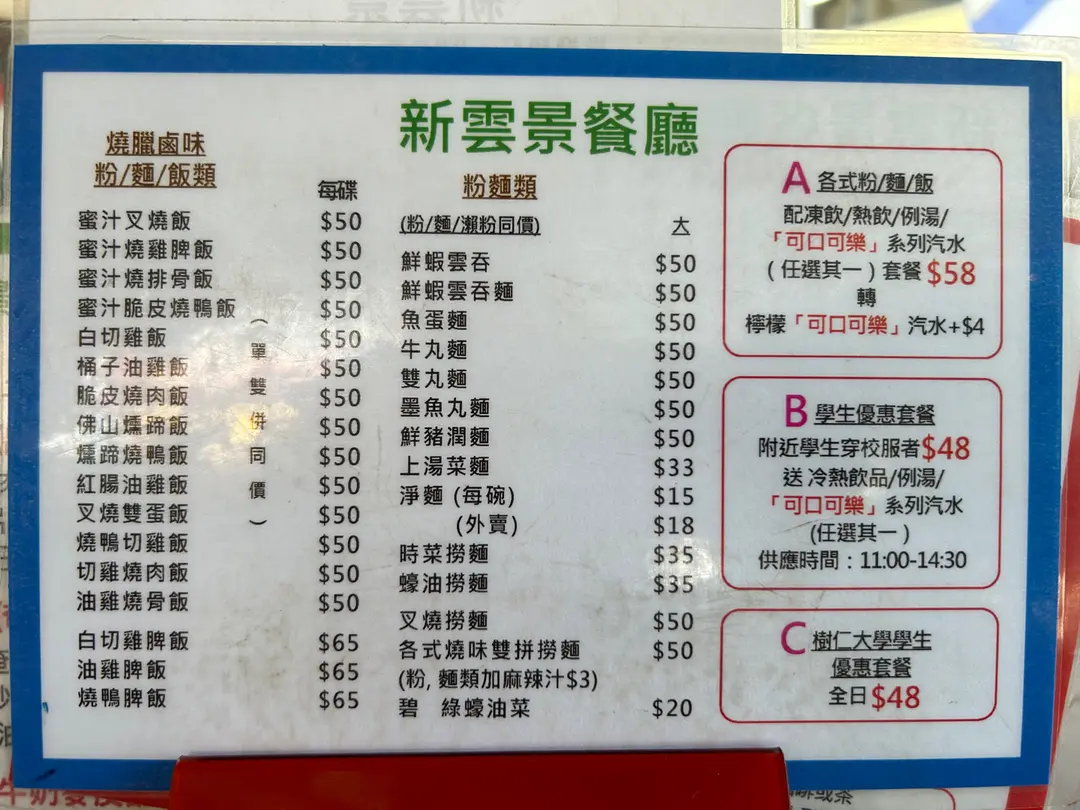 新雲景餐廳
燒臘鹵味
粉/麵/飯類
每碟
蜜汁叉燒飯 $50
蜜汁燒雞脾飯 $50
蜜汁燒排骨飯 $50
蜜汁脆皮燒鴨飯 $50
白切雞飯 $50
桶子油雞飯 $50
脆皮燒肉飯 $50
佛山燻蹄飯 $50
燻蹄燒鴨飯 $50
紅腸油雞飯 $50
叉燒雙蛋飯 $50
燒鴨切雞飯 $50
切雞燒肉飯 $50
油雞燒骨飯 $50
(單雙併同價)
白切雞脾飯 $65
油雞脾飯 $65
燒鴨脾飯 $65
粉麵類
(粉/麵/瀨粉同價) 大
鮮蝦雲吞 $50
鮮蝦雲吞麵 $50
魚蛋麵 $50
牛丸麵 $50
雙丸麵 $50
墨魚丸麵 $50
鮮豬潤麵 $50
上湯菜麵 $33
淨麵 (每碗) $15
(外賣) $18
時菜撈麵 $35
蠔油撈麵 $35
叉燒撈麵 $50
各式燒味雙拼撈麵 $50
(粉, 麵類加麻辣汁$3)
碧 綠蠔油菜 $20
A 各式粉/麵/飯
配凍飲/熱飲/例湯/
「可口可樂」系列汽水
(任選其一) 套餐 $58
轉
檸檬「可口可樂」汽水+$4
B 學生優惠套餐
附近學生穿校服者$48
送 冷熱飲品/例湯/
「可口可樂」系列汽水
(任選其一)
供應時間：11:00-14:30
C 樹仁大學學生
優惠套餐
全日$48